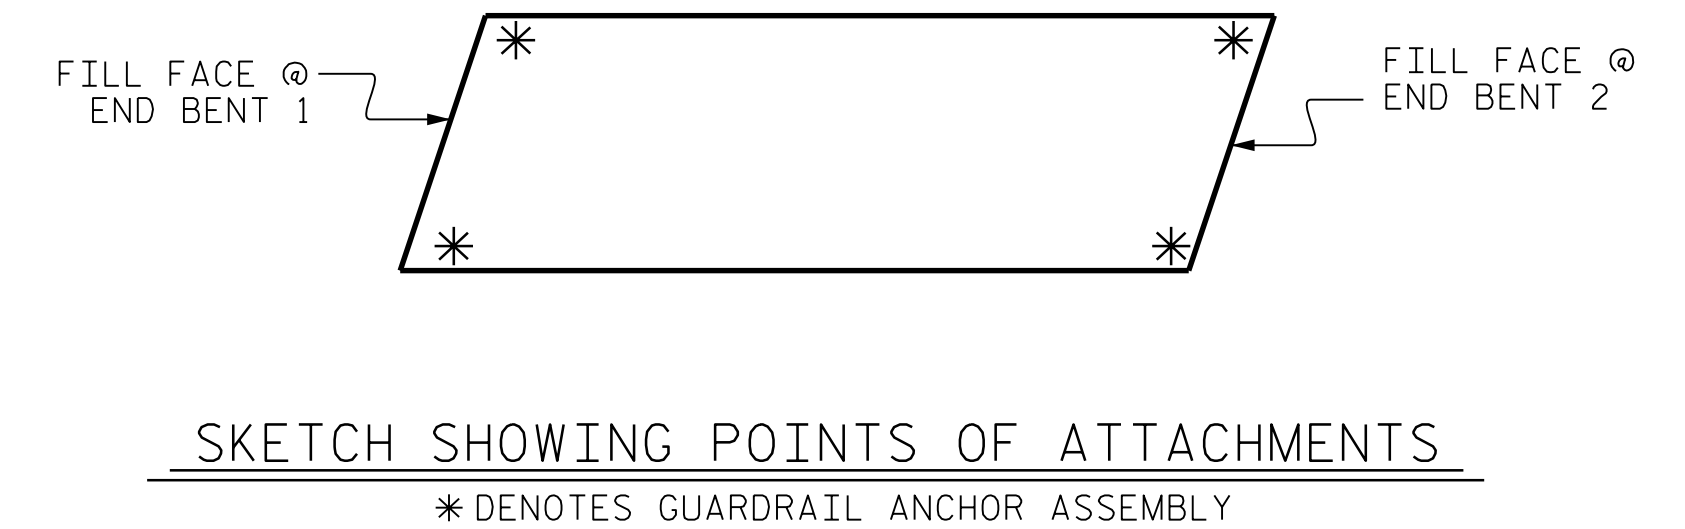 FILL FACE @
END BENT 1
FILL FACE @
END BENT 2
SKETCH SHOWING POINTS OF ATTACHMENTS
* DENOTES GUARDRAIL ANCHOR ASSEMBLY